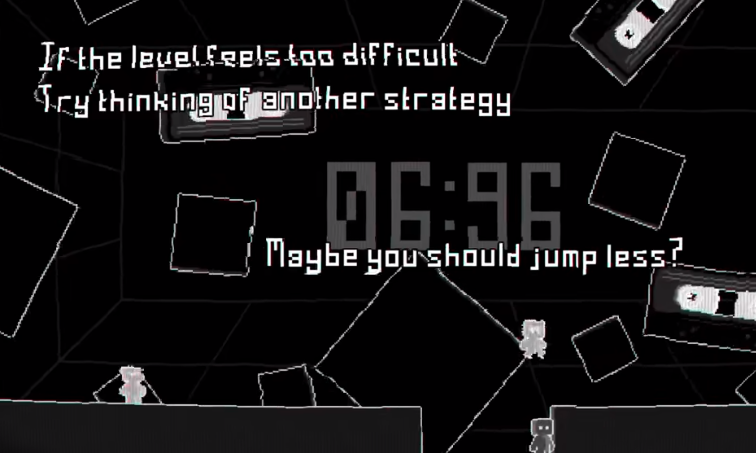 If the level feels too difficult
Try thinking of another strategy
06:96
Maybe you should jump less?